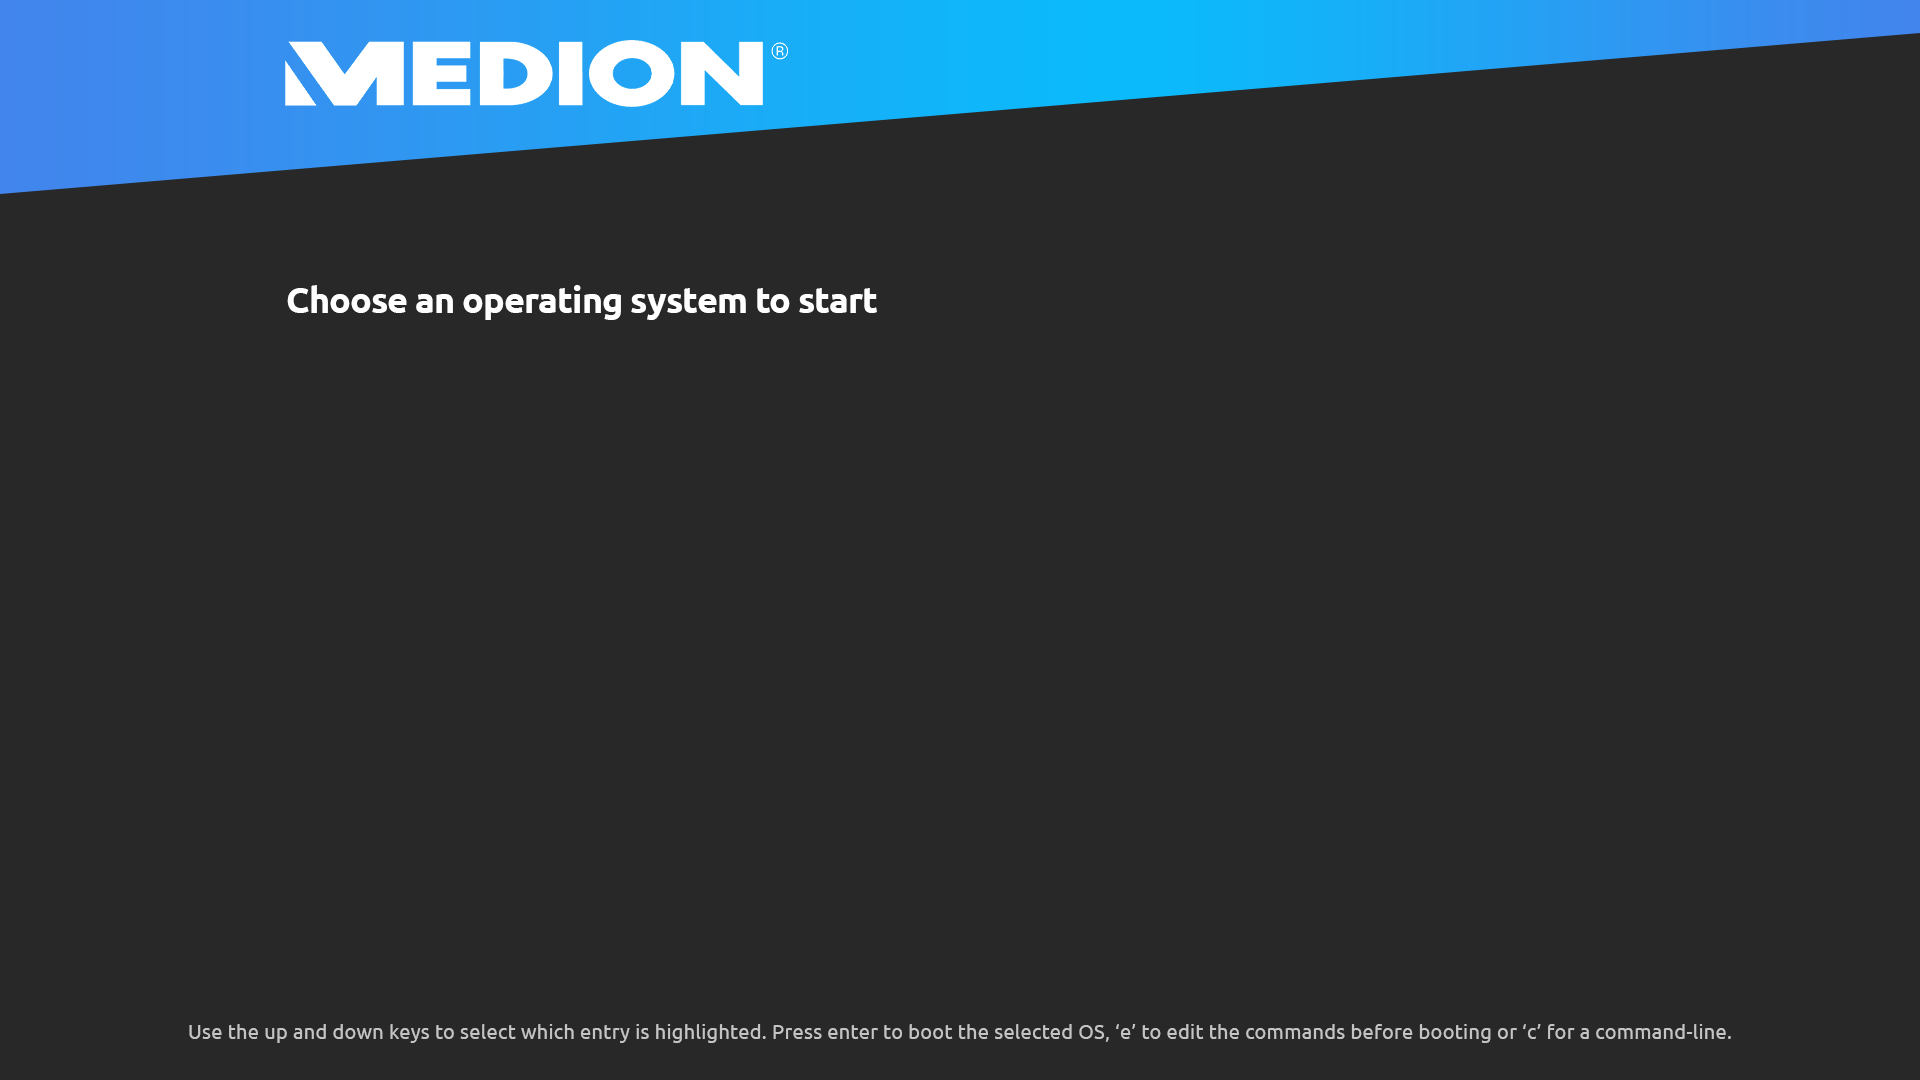 MEDION®
Choose an operating system to start
Use the up and down keys to select which entry is highlighted. Press enter to boot the selected OS, ‘e’ to edit the commands before booting or ‘c’ for a command-line.